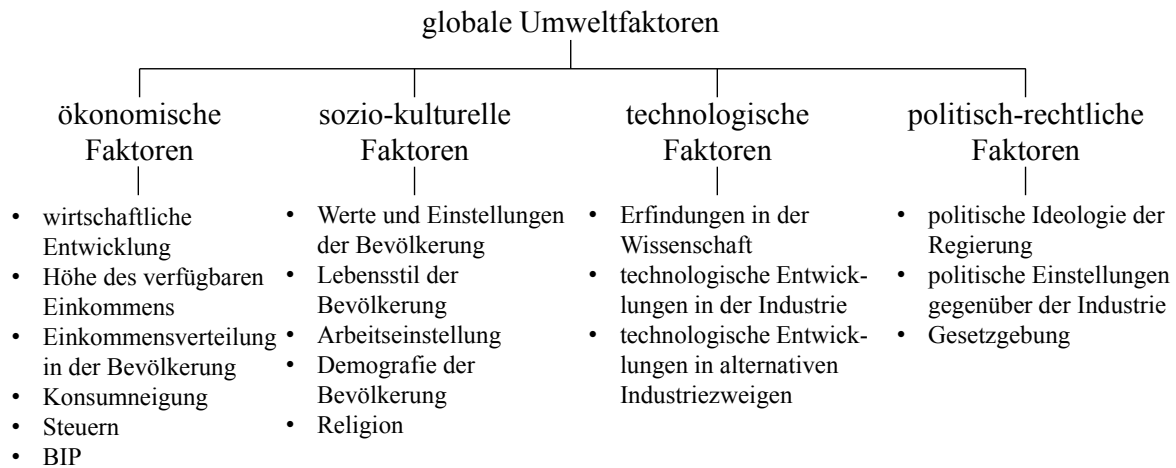 globale Umweltfaktoren
ökonomische
Faktoren
• wirtschaftliche
Entwicklung
• Höhe des verfügbaren
Einkommens
• Einkommensverteilung
in der Bevölkerung
• Konsumneigung
• Steuern
• BIP
sozio-kulturelle
Faktoren
• Werte und Einstellungen
der Bevölkerung
• Lebensstil der
Bevölkerung
• Arbeitseinstellung
• Demografie der
Bevölkerung
• Religion
technologische
Faktoren
• Erfindungen in der
Wissenschaft
• technologische Entwick-
lungen in der Industrie
• technologische Entwick-
lungen in alternativen
Industriezweigen
politisch-rechtliche
Faktoren
• politische Ideologie der
Regierung
• politische Einstellungen
gegenüber der Industrie
• Gesetzgebung